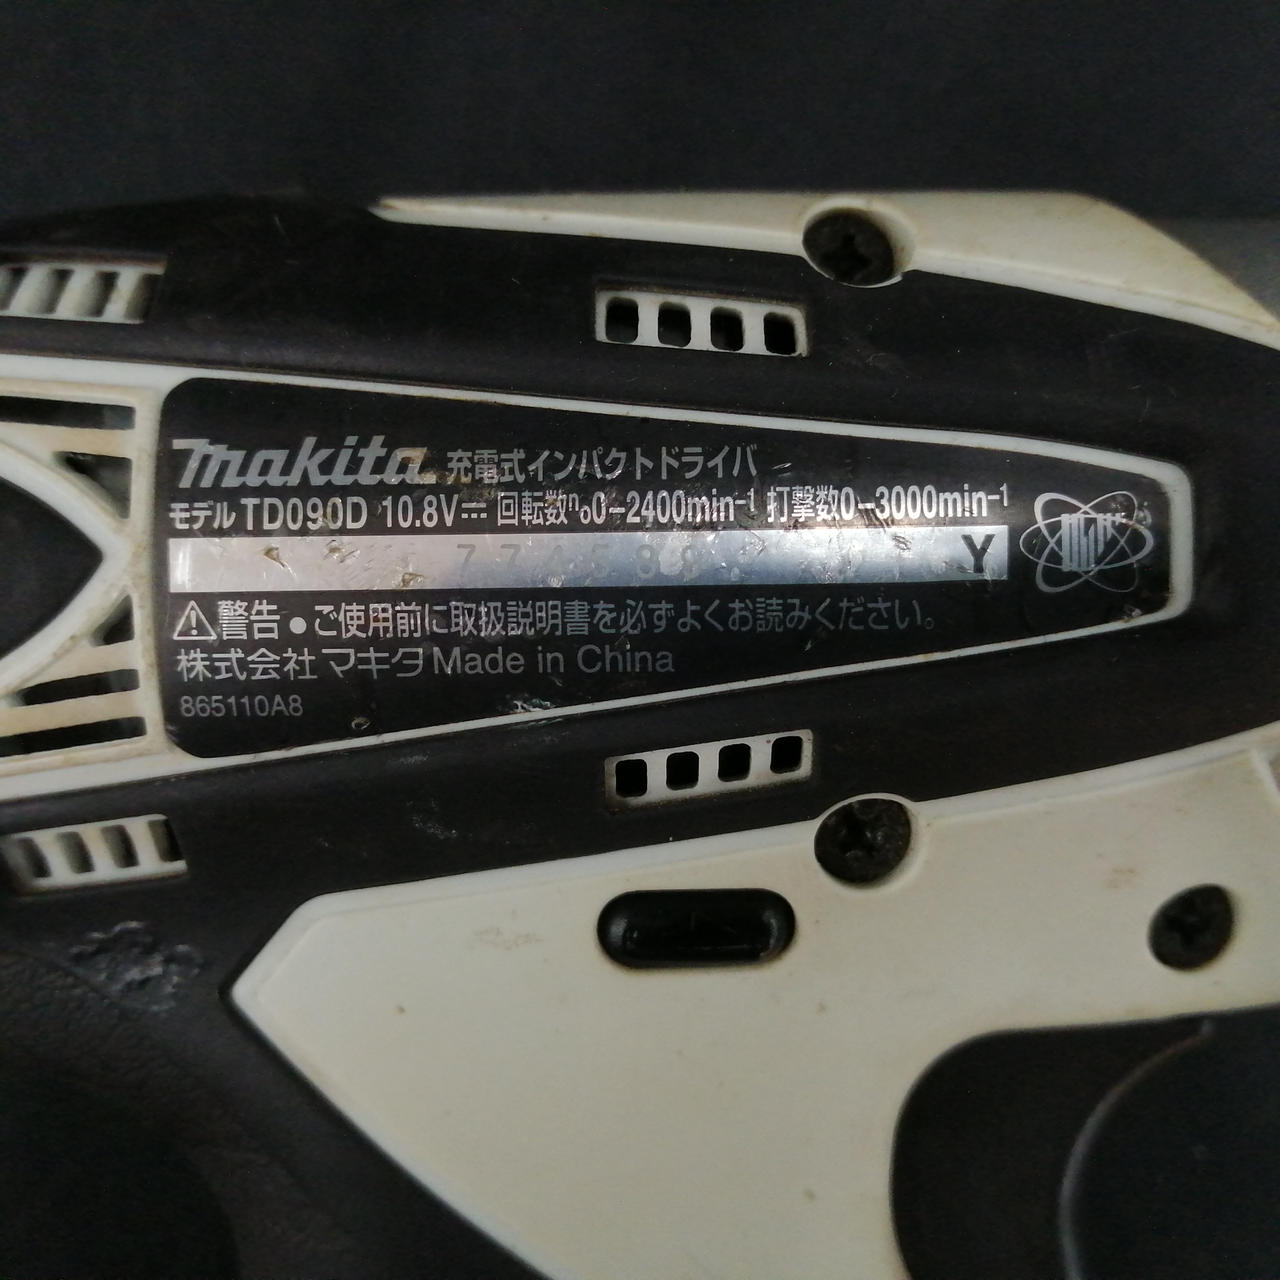 makita 充電式インパクトドライバ
モデル TD090D 10.8V⎓ 回転数n₀0-2400min⁻¹ 打撃数0-3000min⁻¹
Y
⚠警告 ●ご使用前に取扱説明書を必ずよくお読みください。
株式会社マキタ Made in China
865110A8